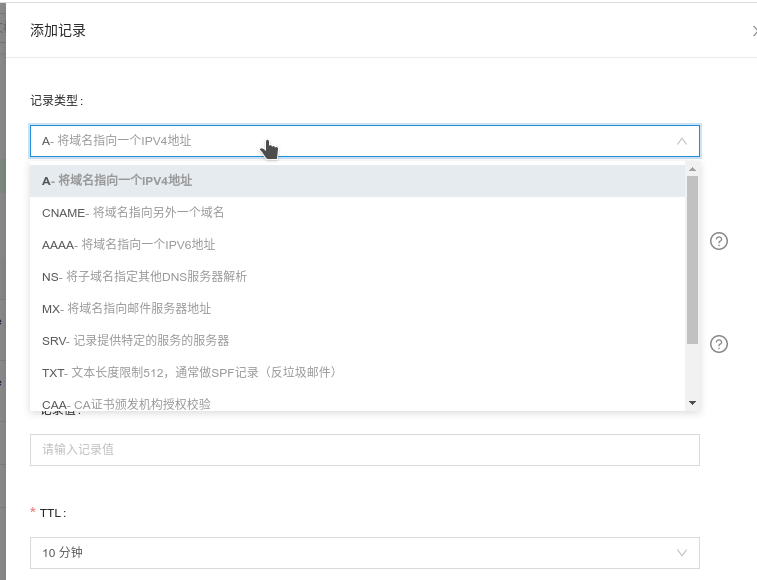 添加记录
记录类型 :
A- 将域名指向一个IPV4地址
A- 将域名指向一个IPV4地址
CNAME- 将域名指向另外一个域名
AAAA- 将域名指向一个IPV6地址
NS- 将子域名指定其他DNS服务器解析
MX- 将域名指向邮件服务器地址
SRV- 记录提供特定的服务的服务器
TXT- 文本长度限制512，通常做SPF记录（反垃圾邮件）
CAA- CA证书颁发机构授权校验
记录值:
请输入记录值
* TTL :
10 分钟